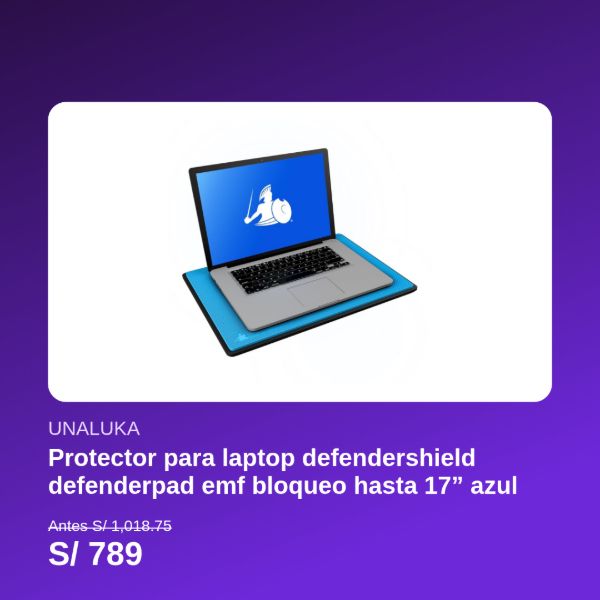 UNALUKA
Protector para laptop defendershield
defenderpad emf bloqueo hasta 17” azul
Antes S/ 1,018.75
S/ 789